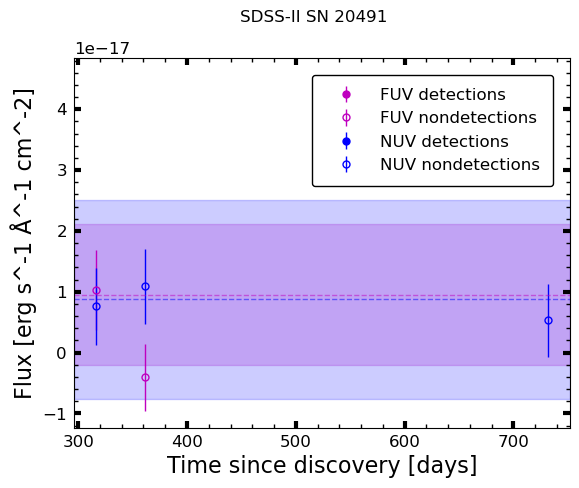 SDSS-II SN 20491
1e−17
FUV detections
FUV nondetections
NUV detections
NUV nondetections
4
3
2
1
0
−1
300
400
500
600
700
Flux [erg s^-1 Å^-1 cm^-2]
Time since discovery [days]